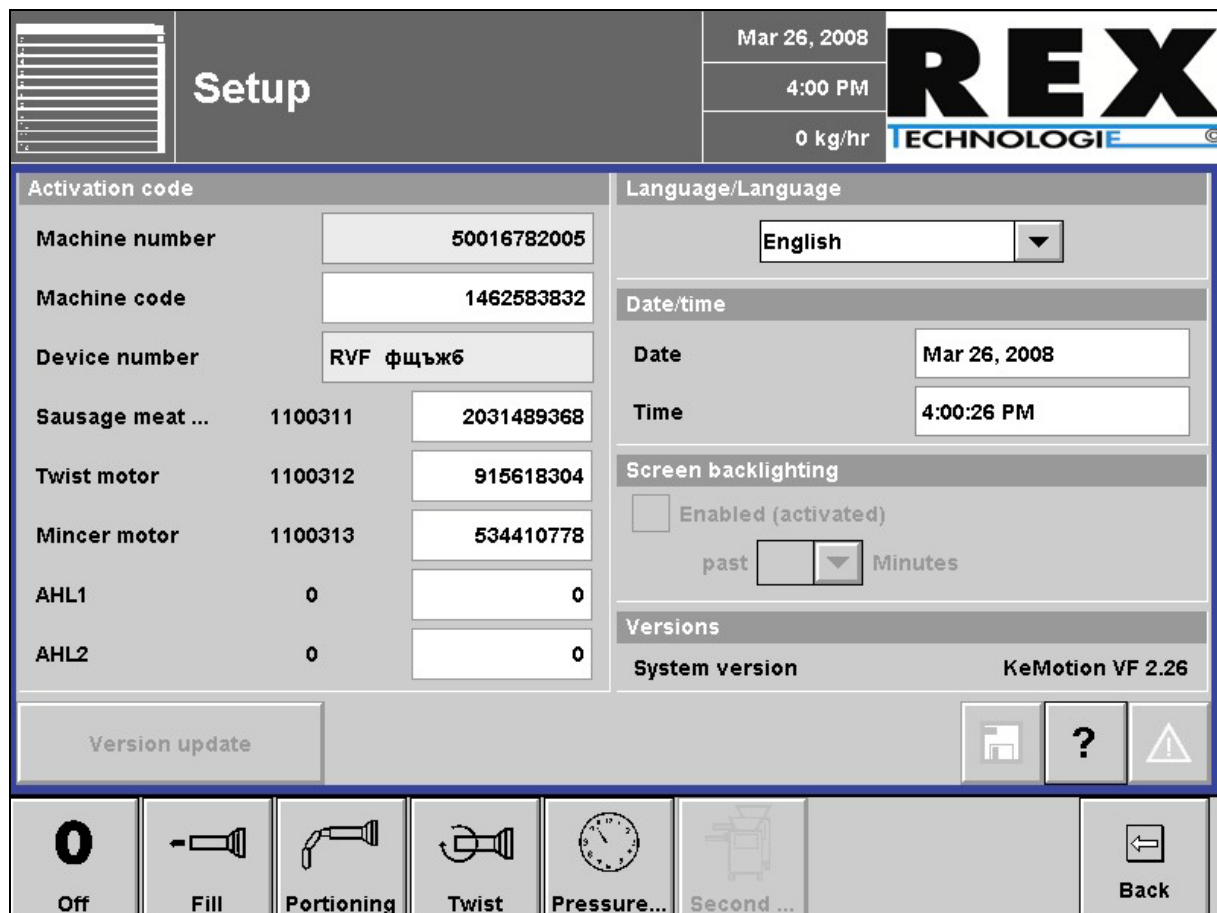 Setup
Mar 26, 2008
4:00 PM
0 kg/hr
REX
TECHNOLOGIE ©
Activation code
Machine number 50016782005
Machine code 1462583832
Device number RVF фщъжб
Sausage meat ... 1100311 2031489368
Twist motor 1100312 915618304
Mincer motor 1100313 534410778
AHL1 0 0
AHL2 0 0
Language/Language
English
Date/time
Date Mar 26, 2008
Time 4:00:26 PM
Screen backlighting
Enabled (activated)
past Minutes
Versions
System version KeMotion VF 2.26
Version update
?
0
Off
Fill
Portioning
Twist
Pressure...
Second ...
Back